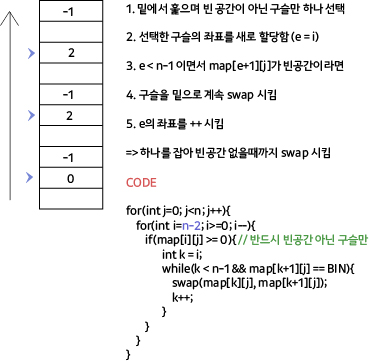 -1
2
-1
2
-1
0
1. 밑에서 훑으며 빈 공간이 아닌 구슬만 하나 선택
2. 선택한 구슬의 좌표를 새로 할당함 (e = i)
3. e < n-1 이면서 map[e+1][j]가 빈공간이라면
4. 구슬을 밑으로 계속 swap 시킴
5. e의 좌표를 ++ 시킴
=> 하나를 잡아 빈공간 없을때까지 swap 시킴
CODE
for(int j=0; j<n; j++){
for(int i=n-2; i>=0; i--){
if(map[i][j] >= 0){ // 반드시 빈공간 아닌 구슬만
int k = i;
while(k < n-1 && map[k+1][j] == BIN){
swap(map[k][j], map[k+1][j]);
k++;
}
}
}
}